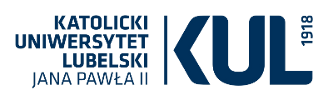 KATOLICKI
UNIWERSYTET
LUBELSKI
JANA PAWŁA II
KUL
1918